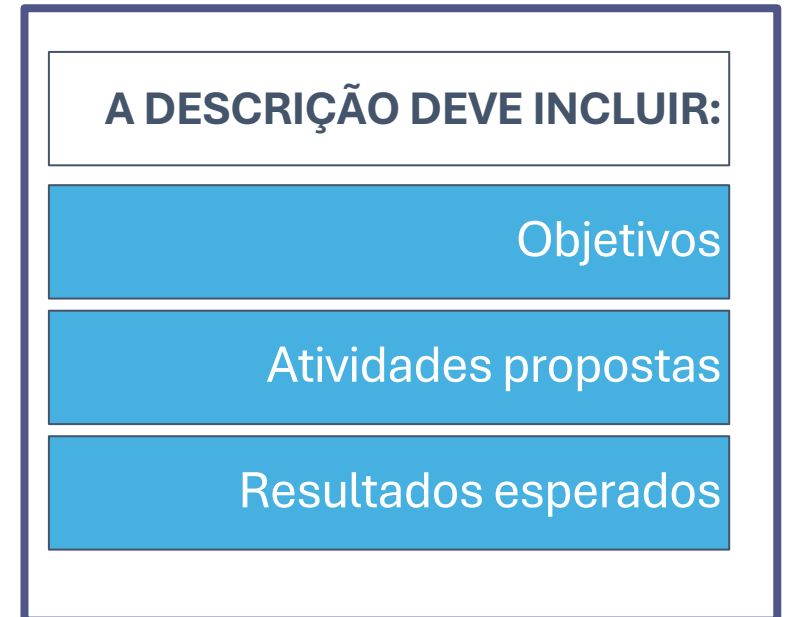 A DESCRIÇÃO DEVE INCLUIR:
Objetivos
Atividades propostas
Resultados esperados